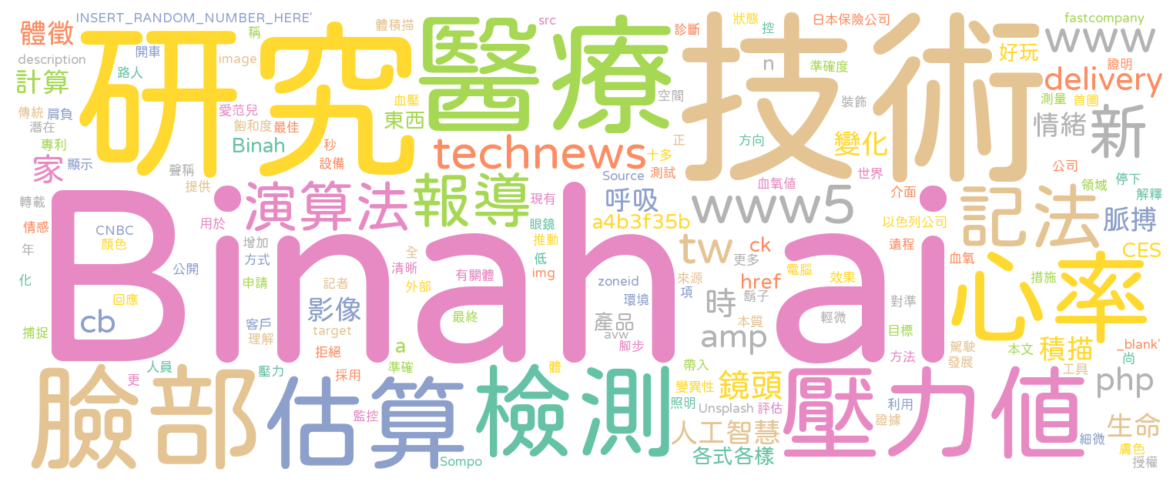 INSERT_RANDOM_NUMBER_HERE'
稱
體積描
src
狀態
控
日本保險公司
fastcompany
體徵
開車
研究
醫療
診斷
技術
好玩
www
description
路人
image
n
準確度
證明
delivery
計算
血壓
空間
測量
首圖
傳統
肩負
愛范兒
東西
裝飾
情緒
新
潛在
飽和度
最佳
專利
Binah
秒
technews
十多
正
方向
變化
家
顯示
聲稱
設備
測試
世界
公司
提供
演算法
報導
現有
Source
呼吸
血氧值
介面
記法
領域
停下
解釋
轉載
用於
眼鏡
a4b3f35b
www5
以色列公司
脈搏
情感
CNBC
年
顏色
增加
方式
全
推動
tw
ck
更多
遠程
CES
Binah ai
公開
清晰
低
img
血氧
化
申請
記者
外部
有關體
zoneid
href
來源
電腦
效果
措施
心率
回應
影像
環境
項
時
鬍子
對準
捕捉
cb
客戶
target
最終
產品
本質
輕微
理解
avw
amp
目標
_blank'
拒絕
a
腳步
方法
駕駛
本文
積描
尚
人員
壓力
採用
準確
體
帶入
發展
工具
臉部
更
估算
檢測
變異性
鏡頭
壓力值
php
監控
照明
Unsplash
評估
利用
生命
人工智慧
證據
細微
膚色
Sompo
各式各樣
授權